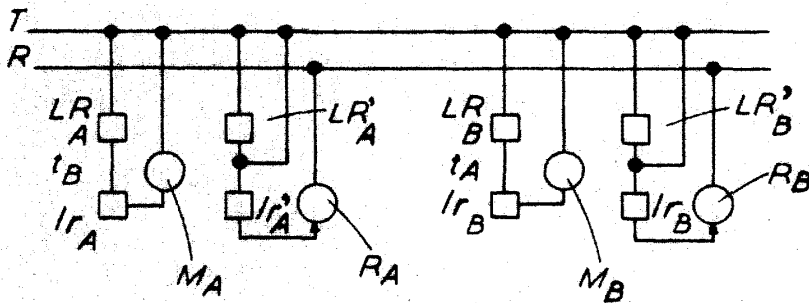 T
R
LR A
LR' A
LR B
LR' B
t B
t A
Ir A
Ir' A
Ir B
Ir B
R B
M A
R A
M B